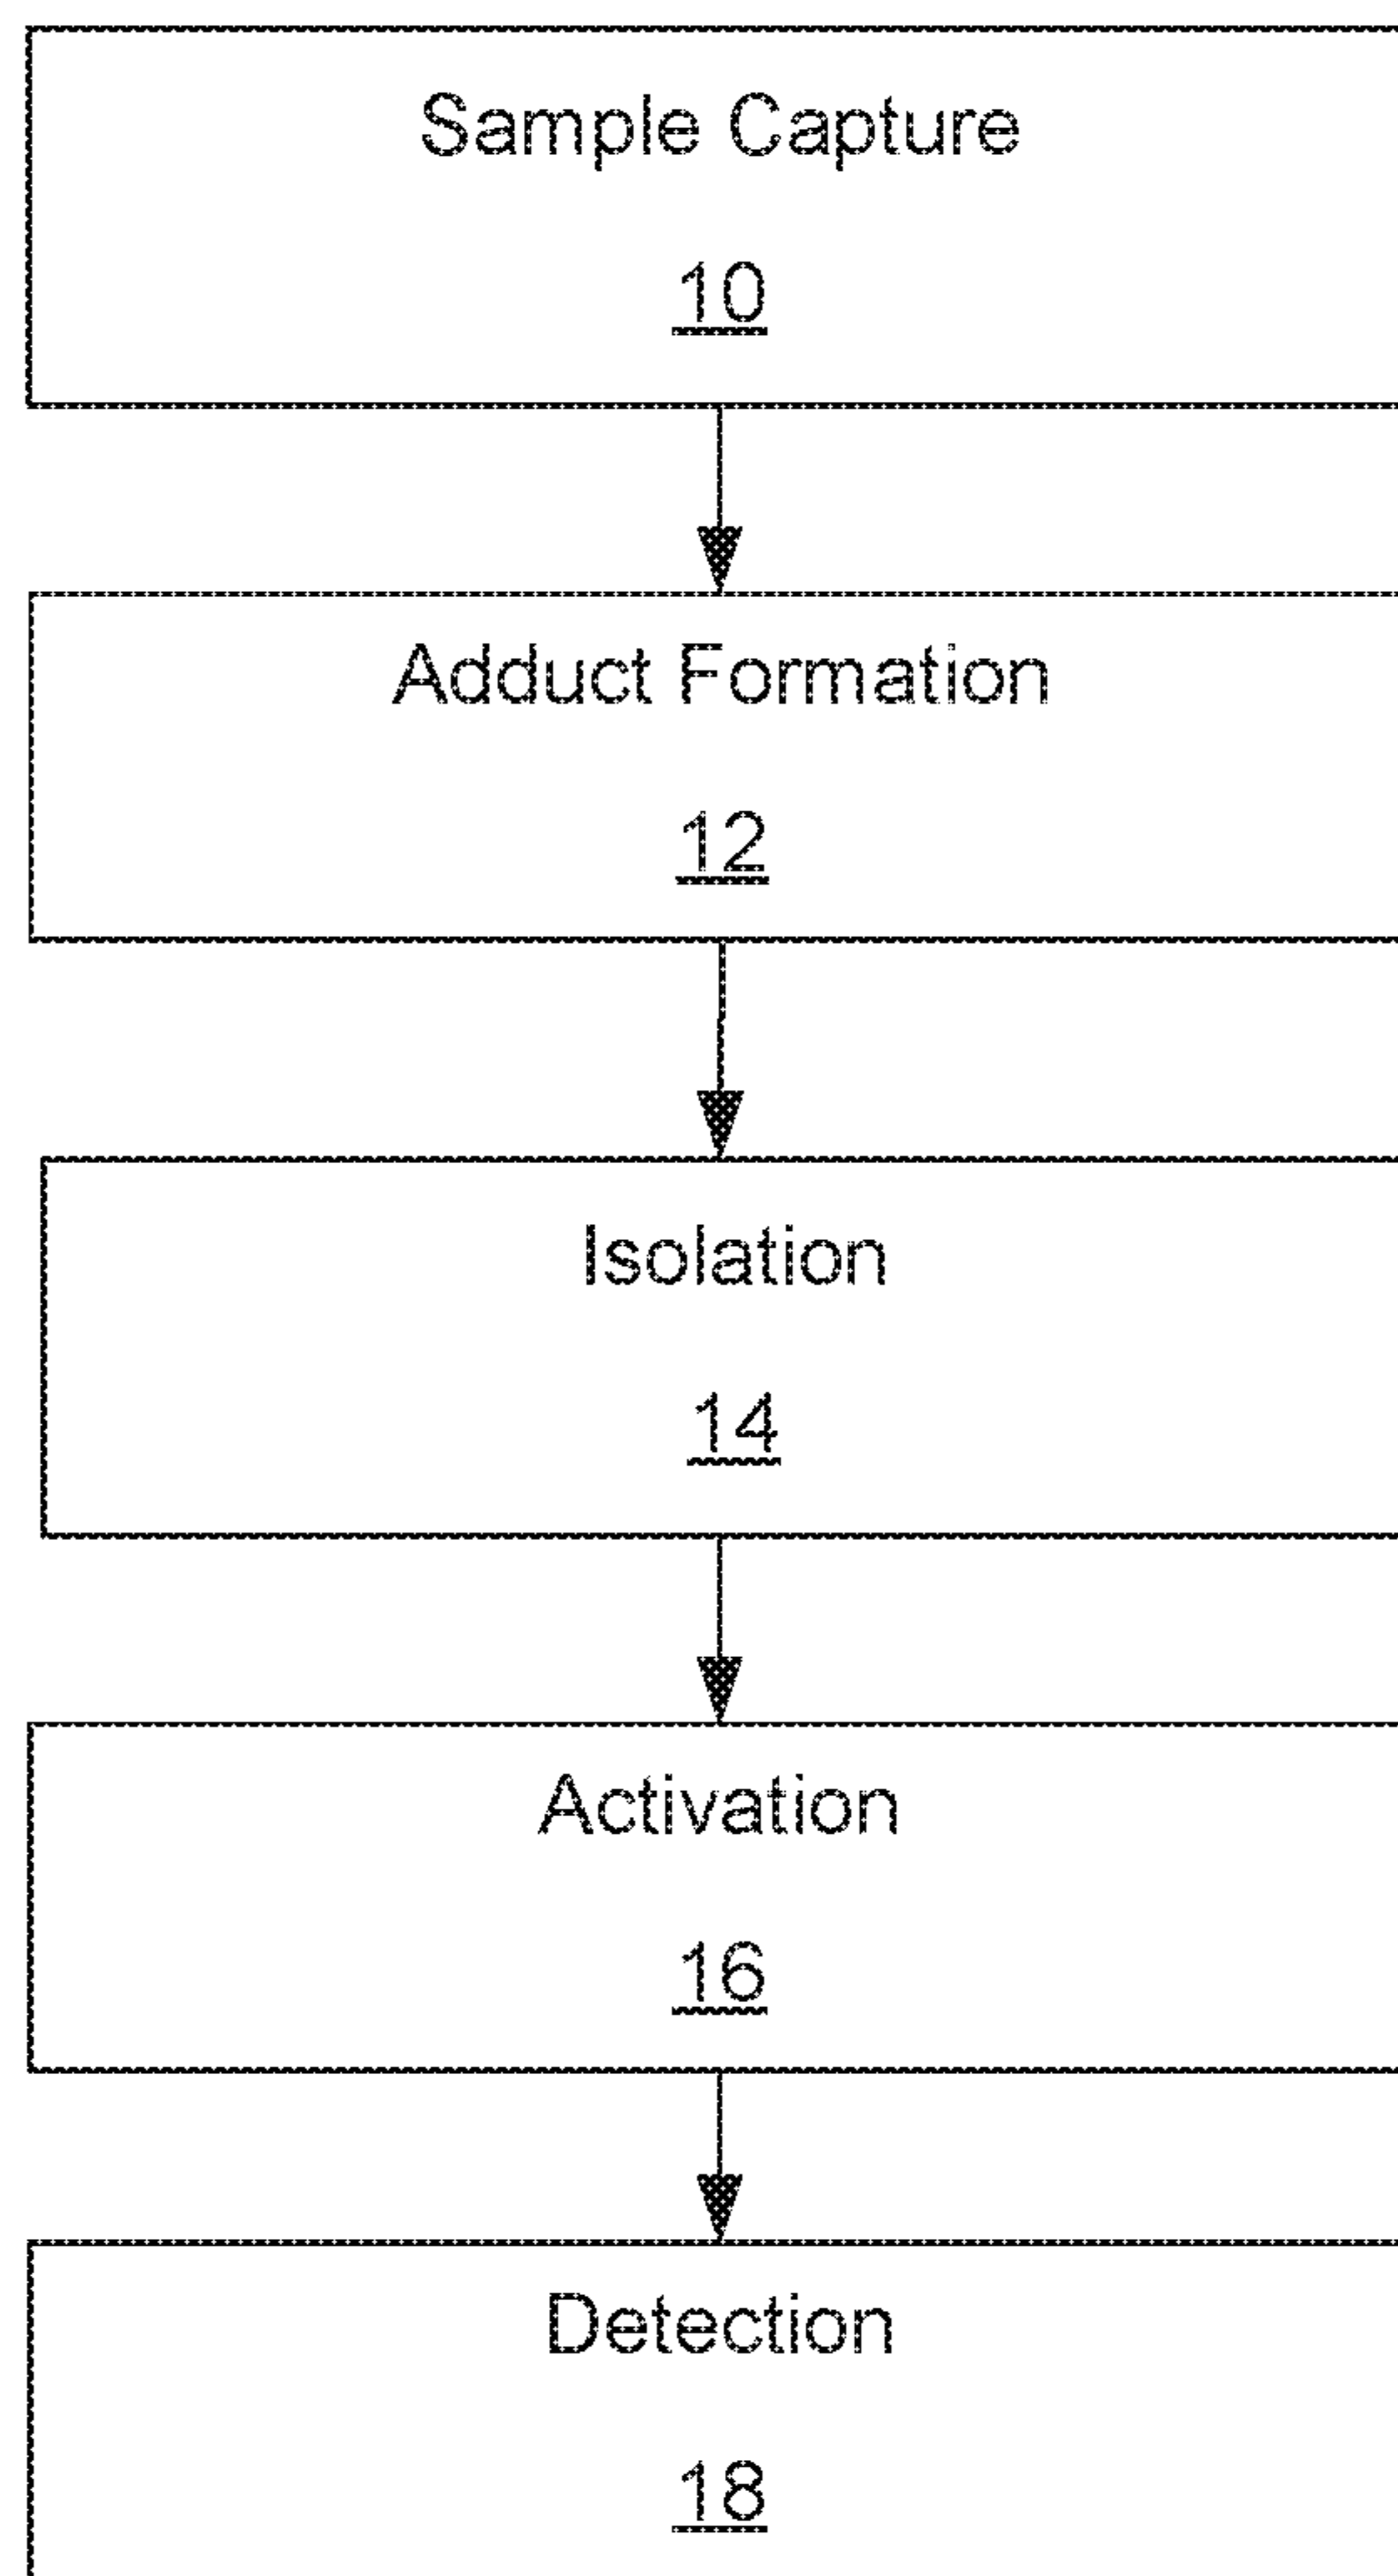 Sample Capture
10
Adduct Formation
12
Isolation
14
Activation
16
Detection
18